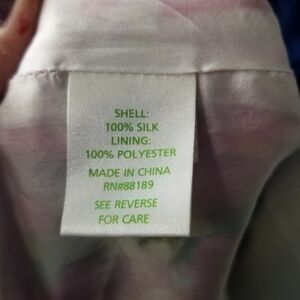 SHELL:
100% SILK
LINING:
100% POLYESTER
MADE IN CHINA
RN#88189
SEE REVERSE
FOR CARE